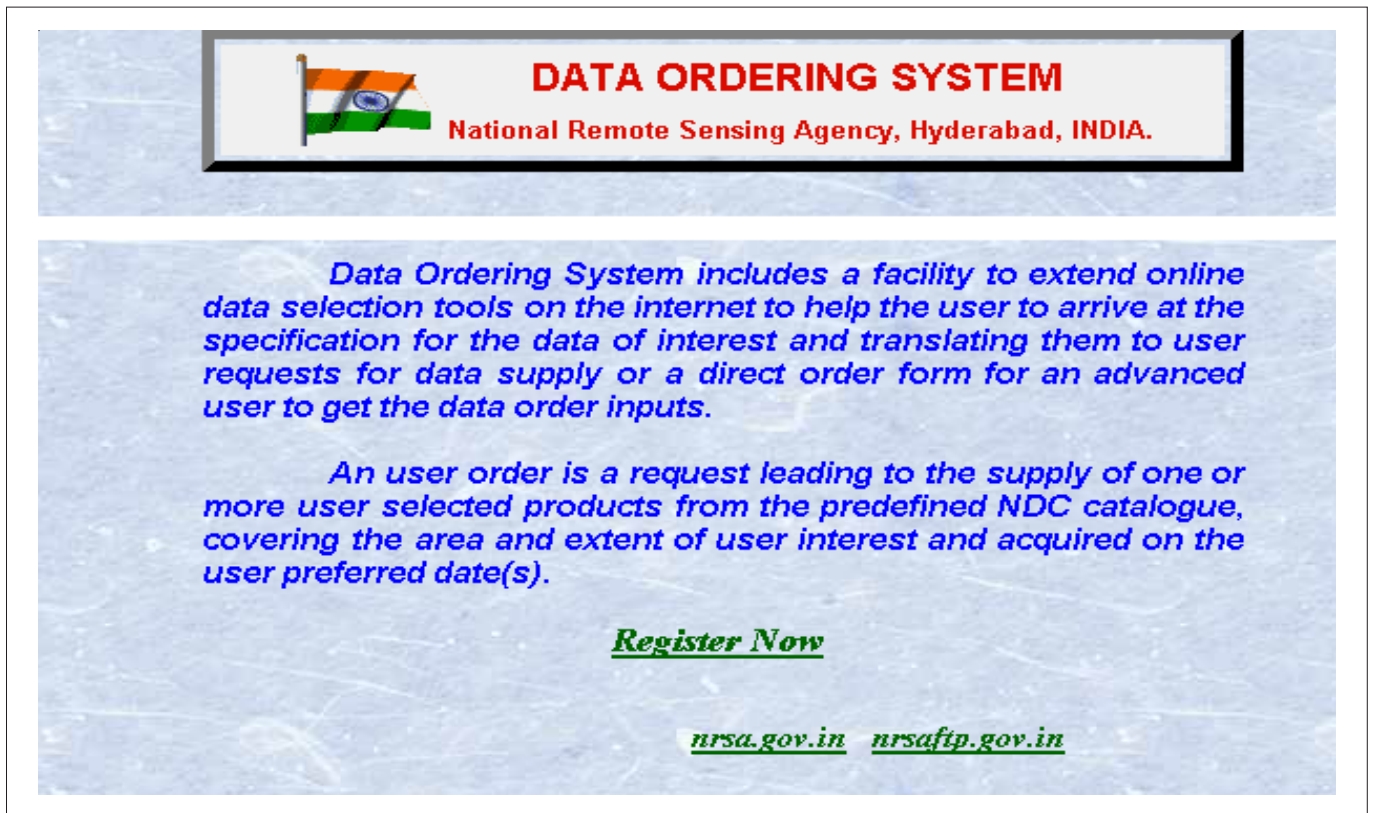 DATA ORDERING SYSTEM
National Remote Sensing Agency, Hyderabad, INDIA.
Data Ordering System includes a facility to extend online
data selection tools on the internet to help the user to arrive at the
specification for the data of interest and translating them to user
requests for data supply or a direct order form for an advanced
user to get the data order inputs.
An user order is a request leading to the supply of one or
more user selected products from the predefined NDC catalogue,
covering the area and extent of user interest and acquired on the
user preferred date(s).
Register Now
nrsa.gov.in nrsaftp.gov.in